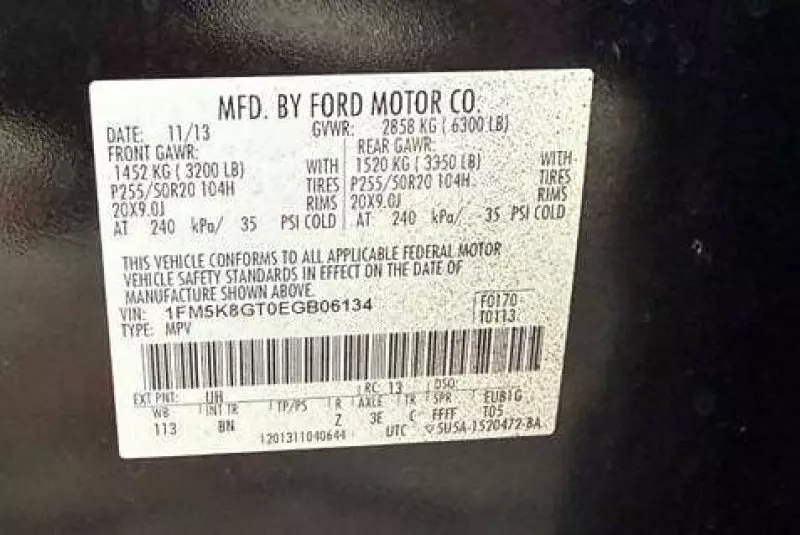 MFD. BY FORD MOTOR CO.
DATE: 11/13 GVWR: 2858 KG ( 6300 LB)
FRONT GAWR: REAR GAWR:
1452 KG ( 3200 LB) WITH 1520 KG ( 3350 LB) WITH
P255/50R20 104H TIRES P255/50R20 104H TIRES
20X9.0J RIMS 20X9.0J RIMS
AT 240 kPa/ 35 PSI COLD AT 240 kPa/ 35 PSI COLD
THIS VEHICLE CONFORMS TO ALL APPLICABLE FEDERAL MOTOR
VEHICLE SAFETY STANDARDS IN EFFECT ON THE DATE OF
MANUFACTURE SHOWN ABOVE.
VIN: 1FM5K8GT0EGB06134 F0170
TYPE: MPV T0113
EXT PNT: UH RC: 13 DSO:
WB INT TR TP/PS R AXLE TR SPR EUB1G
113 BN Z 3E C FFFF T05
1201311040644 UTC 5U5A-1520472-BA